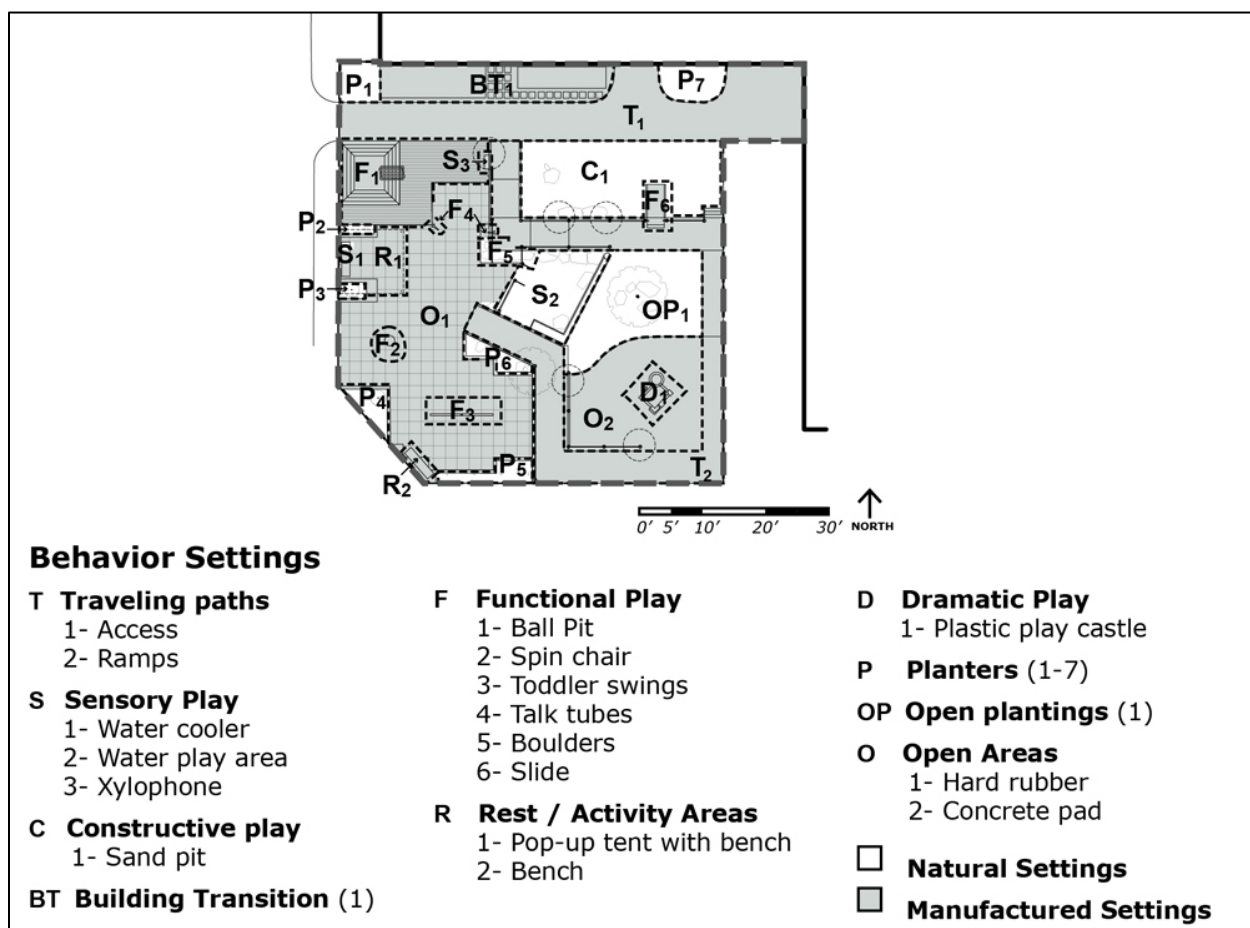 P1
BT1
P7
T1
F1
S3
C1
F6
P2
F4
S1
R1
F5
P3
S2
OP1
O1
F2
P6
P4
F3
D1
O2
R2
P5
T2
0’ 5’ 10’ 20’ 30’ NORTH
Behavior Settings
T Traveling paths
1- Access
2- Ramps
S Sensory Play
1- Water cooler
2- Water play area
3- Xylophone
C Constructive play
1- Sand pit
BT Building Transition (1)
F Functional Play
1- Ball Pit
2- Spin chair
3- Toddler swings
4- Talk tubes
5- Boulders
6- Slide
R Rest / Activity Areas
1- Pop-up tent with bench
2- Bench
D Dramatic Play
1- Plastic play castle
P Planters (1-7)
OP Open plantings (1)
O Open Areas
1- Hard rubber
2- Concrete pad
Natural Settings
Manufactured Settings